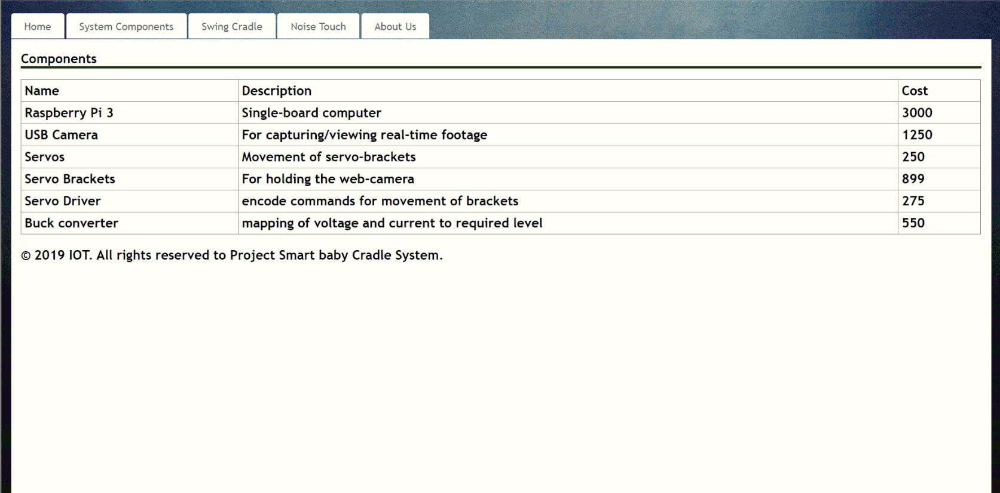 Home System Components Swing Cradle Noise Touch About Us
Components
Name Description Cost
Raspberry Pi 3 Single-board computer 3000
USB Camera For capturing/viewing real-time footage 1250
Servos Movement of servo-brackets 250
Servo Brackets For holding the web-camera 899
Servo Driver encode commands for movement of brackets 275
Buck converter mapping of voltage and current to required level 550
© 2019 IOT. All rights reserved to Project Smart baby Cradle System.